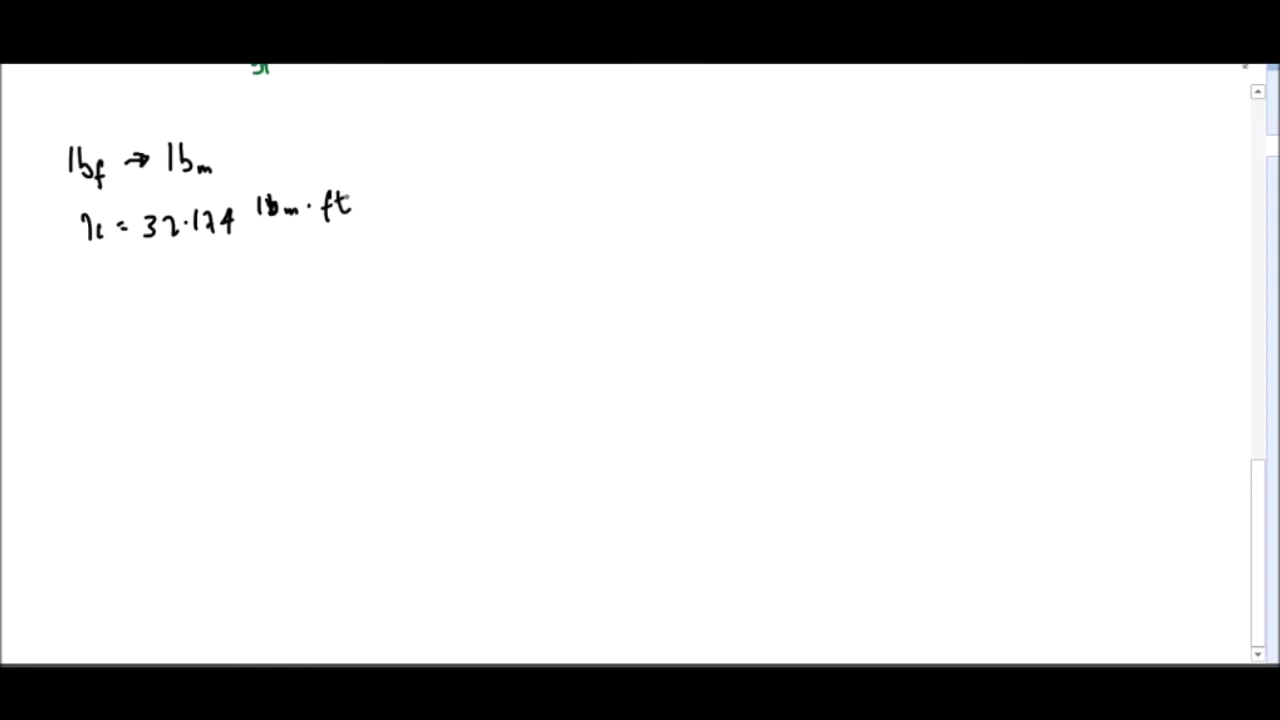 lbf → lbm
gc = 32.174 lbm · ft